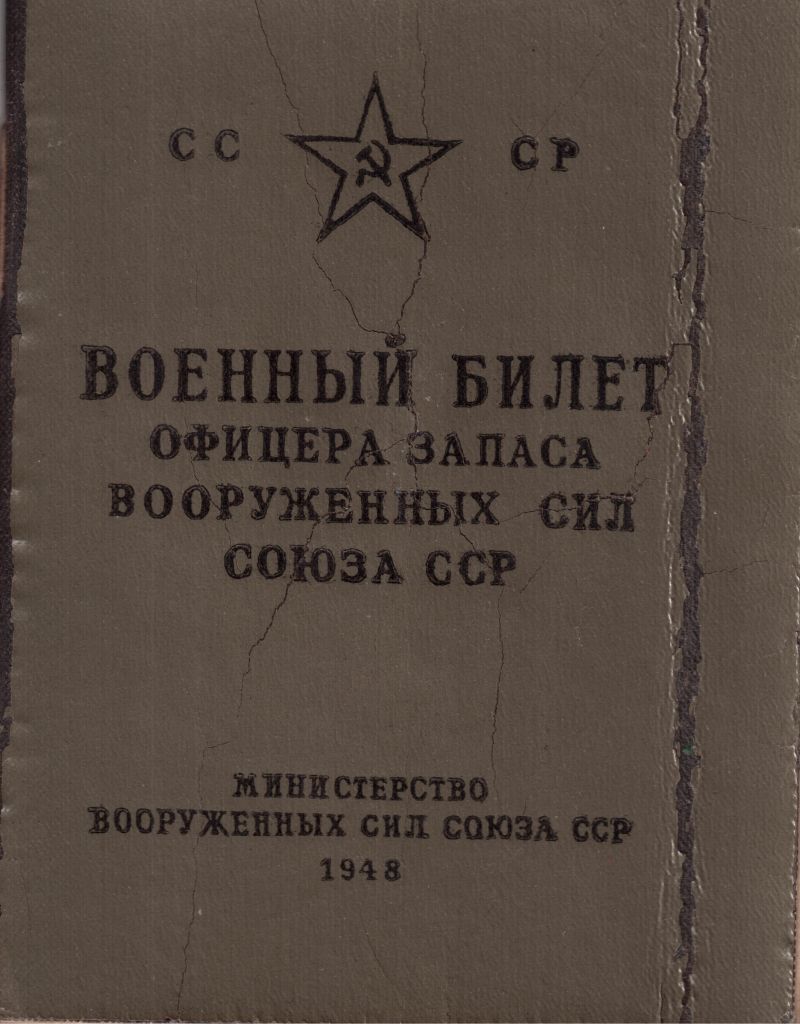 СС СР
ВОЕННЫЙ БИЛЕТ
ОФИЦЕРА ЗАПАСА
ВООРУЖЕННЫХ СИЛ
СОЮЗА ССР
МИНИСТЕРСТВО
ВООРУЖЕННЫХ СИЛ СОЮЗА ССР
1948